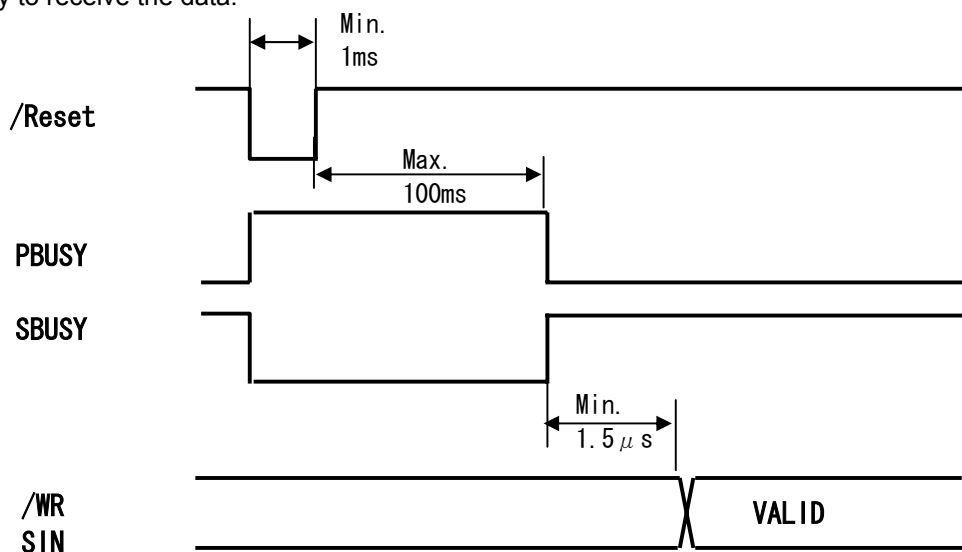 y to receive the data.
Min.
1ms
/Reset
Max.
100ms
PBUSY
SBUSY
Min.
1.5μs
/WR
VALID
SIN